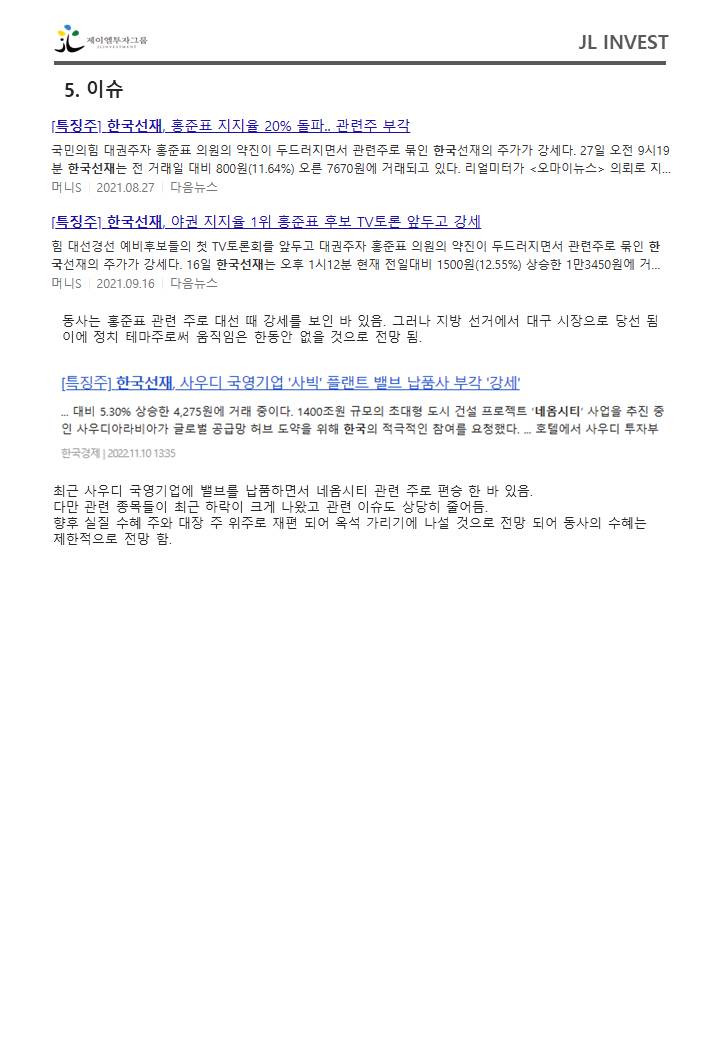 제이엘투자그룹
JLINVESTMENT
JL INVEST
5. 이슈
[특징주] 한국선재, 홍준표 지지율 20% 돌파.. 관련주 부각
국민의힘 대권주자 홍준표 의원의 약진이 두드러지면서 관련주로 묶인 한국선재의 주가가 강세다. 27일 오전 9시19
분 한국선재는 전 거래일 대비 800원(11.64%) 오른 7670원에 거래되고 있다. 리얼미터가 <오마이뉴스> 의뢰로 지...
머니S | 2021.08.27 | 다음뉴스
[특징주] 한국선재, 야권 지지율 1위 홍준표 후보 TV토론 앞두고 강세
힘 대선경선 예비후보들의 첫 TV토론회를 앞두고 대권주자 홍준표 의원의 약진이 두드러지면서 관련주로 묶인 한
국선재의 주가가 강세다. 16일 한국선재는 오후 1시12분 현재 전일대비 1500원(12.55%) 상승한 1만3450원에 거...
머니S | 2021.09.16 | 다음뉴스
동사는 홍준표 관련 주로 대선 때 강세를 보인 바 있음. 그러나 지방 선거에서 대구 시장으로 당선 됨
이에 정치 테마주로써 움직임은 한동안 없을 것으로 전망 됨.
[특징주] 한국선재, 사우디 국영기업 '사빅' 플랜트 밸브 납품사 부각 '강세'
... 대비 5.30% 상승한 4,275원에 거래 중이다. 1400조원 규모의 초대형 도시 건설 프로젝트 '네옴시티' 사업을 추진 중
인 사우디아라비아가 글로벌 공급망 허브 도약을 위해 한국의 적극적인 참여를 요청했다. ... 호텔에서 사우디 투자부
한국경제 | 2022.11.10 13:35
최근 사우디 국영기업에 밸브를 납품하면서 네옴시티 관련 주로 편승 한 바 있음.
다만 관련 종목들이 최근 하락이 크게 나왔고 관련 이슈도 상당히 줄어듬.
향후 실질 수혜 주와 대장 주 위주로 재편 되어 옥석 가리기에 나설 것으로 전망 되어 동사의 수혜는
제한적으로 전망 함.